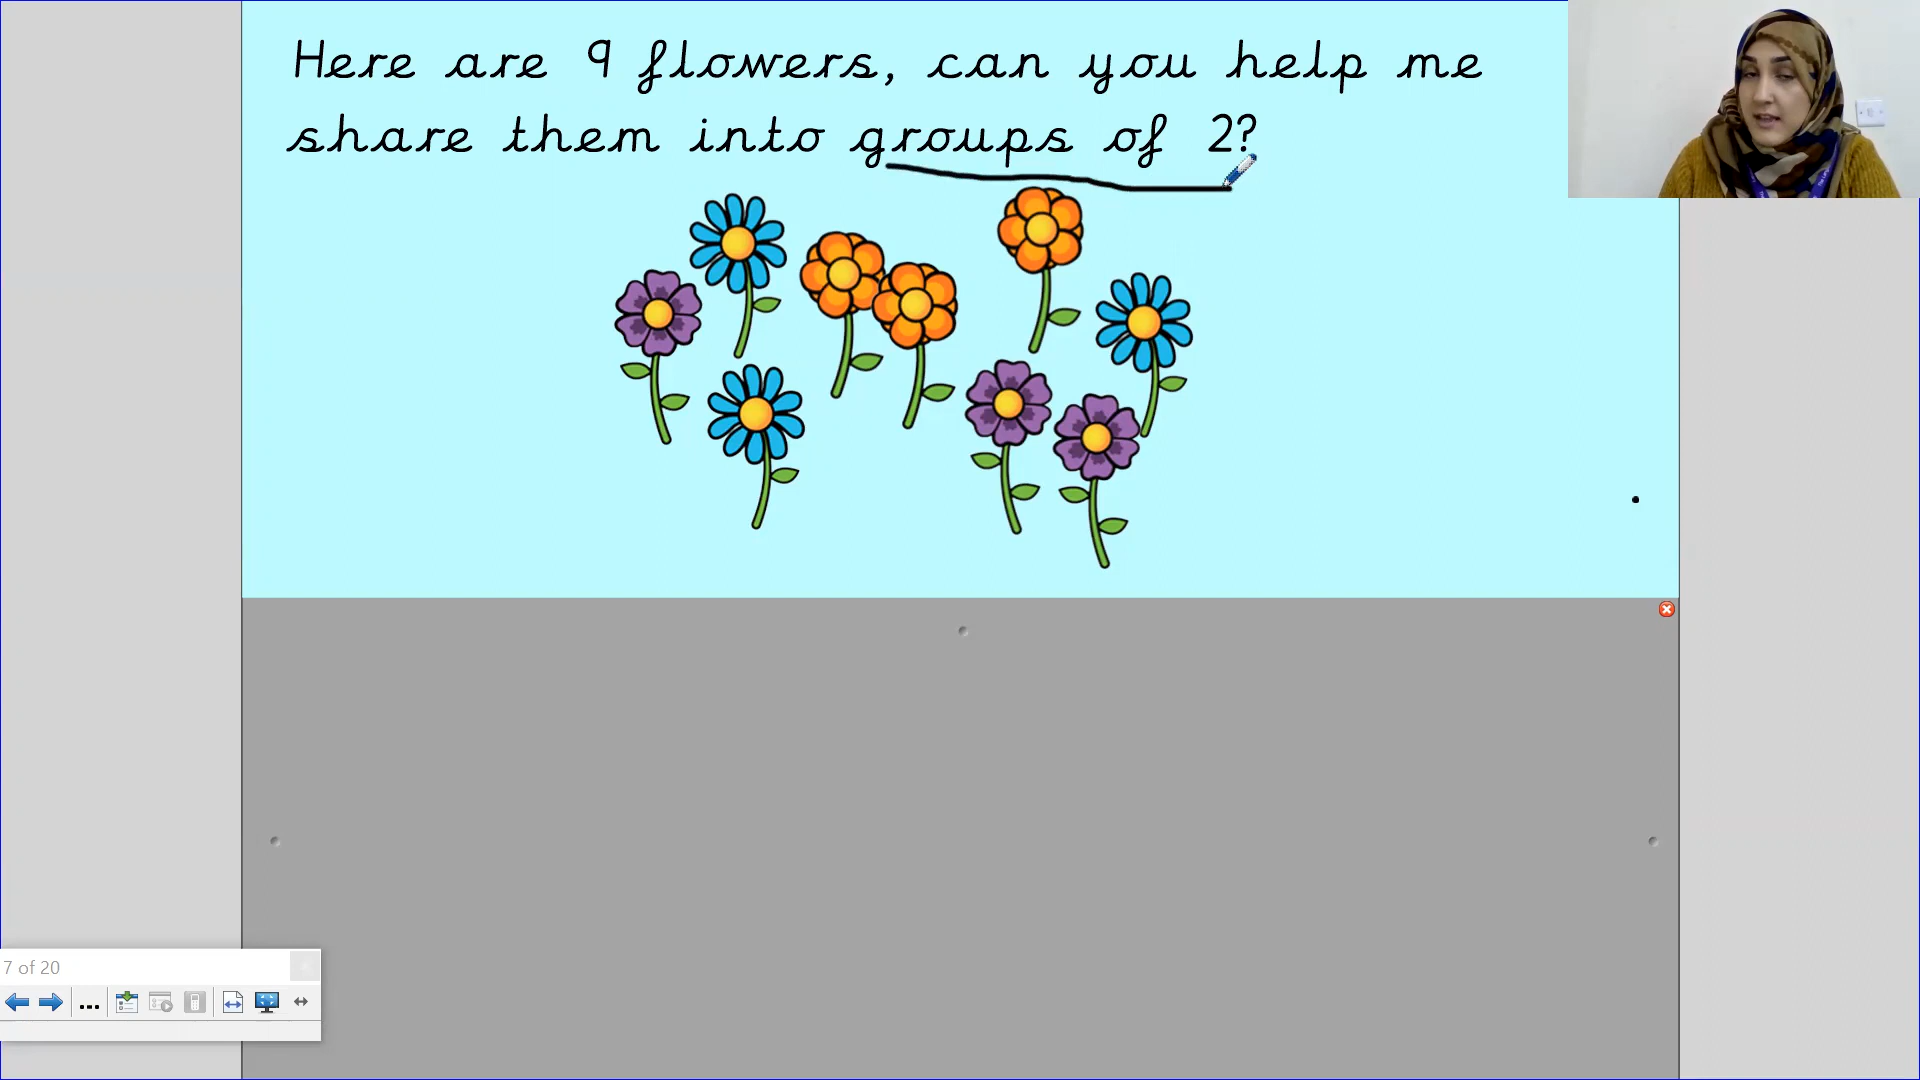 Here are 9 flowers, can you help me
share them into groups of 2?
7 of 20